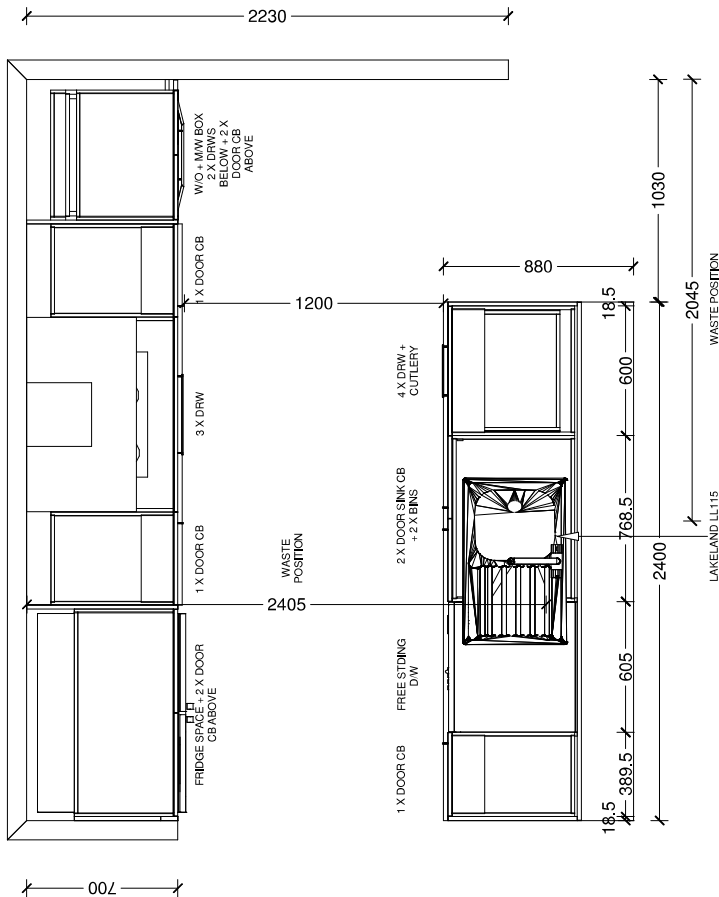 2230
W/O + M/W BOX
2 X DRWS
BELOW + 2 X
DOOR CB
ABOVE
1 X DOOR CB
3 X DRW
1 X DOOR CB
FRIDGE SPACE + 2 X DOOR
CB ABOVE
700
1200
WASTE
POSITION
2405
4 X DRW +
CUTLERY
2 X DOOR SINK CB
+ 2 X BINS
FREE STDING
D/W
1 X DOOR CB
880
18.5
600
768.5
605
389.5
18.5
2400
1030
2045
WASTE POSITION
LAKELAND LL115